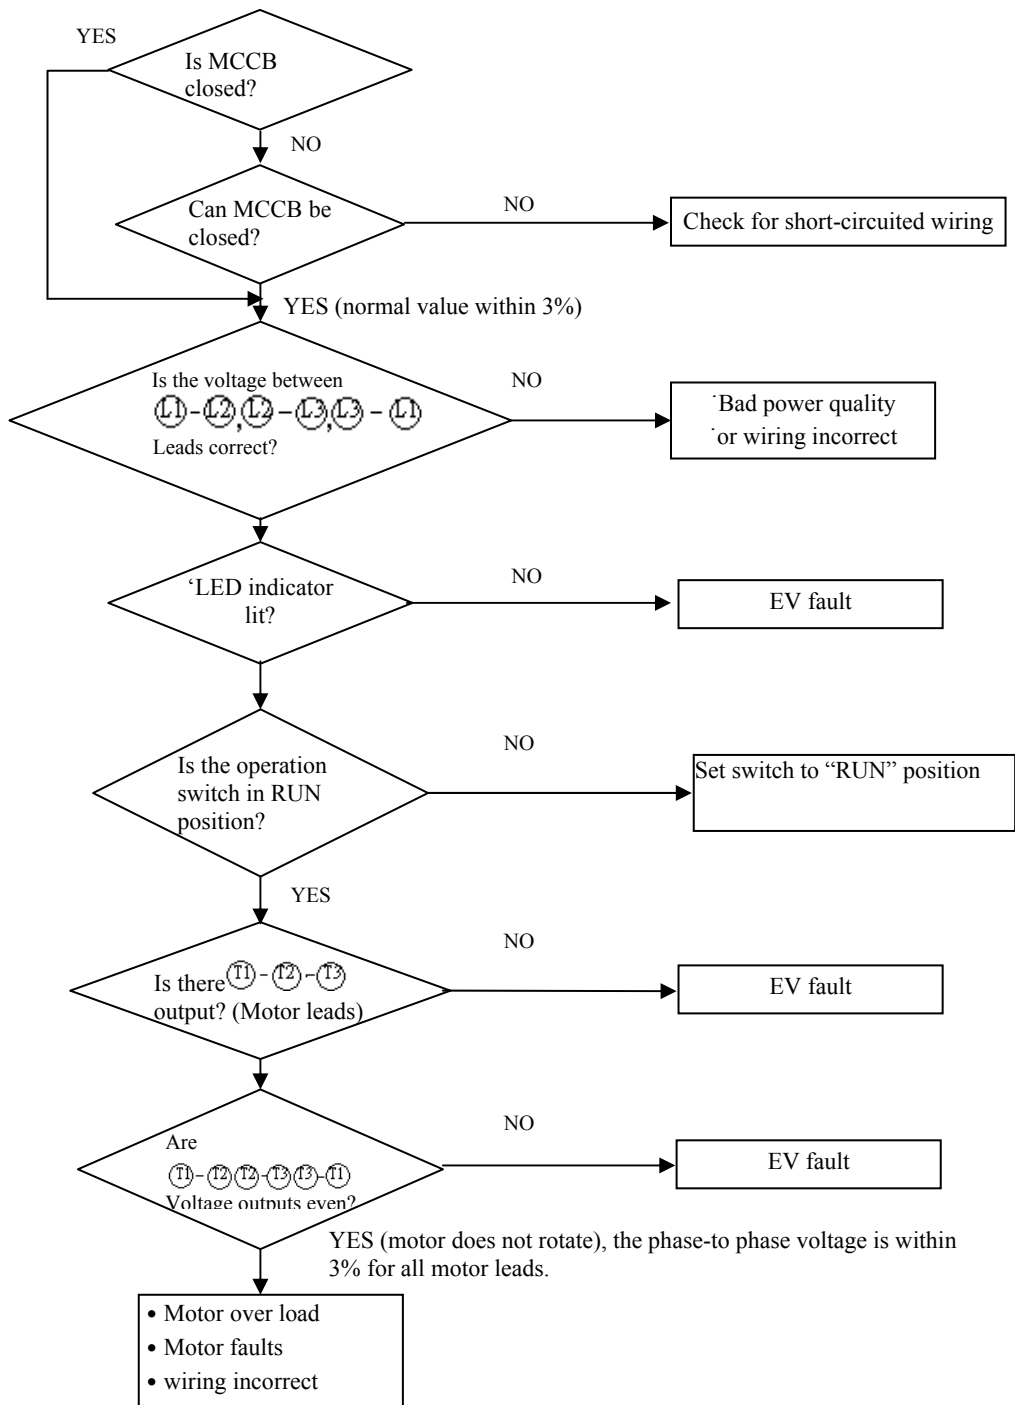 YES
Is MCCB
closed?
NO
Can MCCB be
closed?
NO
Check for short-circuited wiring
YES (normal value within 3%)
Is the voltage between
L1-L2,L2-L3,L3-L1
Leads correct?
NO
Bad power quality
or wiring incorrect
‘LED indicator
lit?
NO
EV fault
Is the operation
switch in RUN
position?
NO
Set switch to “RUN” position
YES
Is there T1-T2-T3
output? (Motor leads)
NO
EV fault
Are
T1-T2 T2-T3 T3-T1
Voltage outputs even?
NO
EV fault
YES (motor does not rotate), the phase-to phase voltage is within
3% for all motor leads.
• Motor over load
• Motor faults
• wiring incorrect